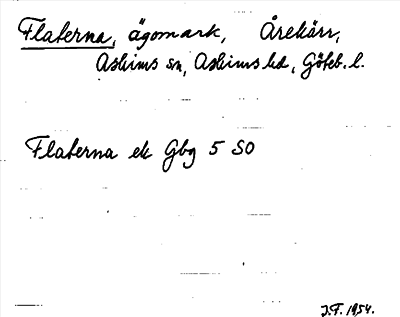 Flaterna, ägomark, Årekärr,
Askims sn, Askims hd, Göteb. l.
Flaterna ek Gbg 5 SO
J.F. 1954.